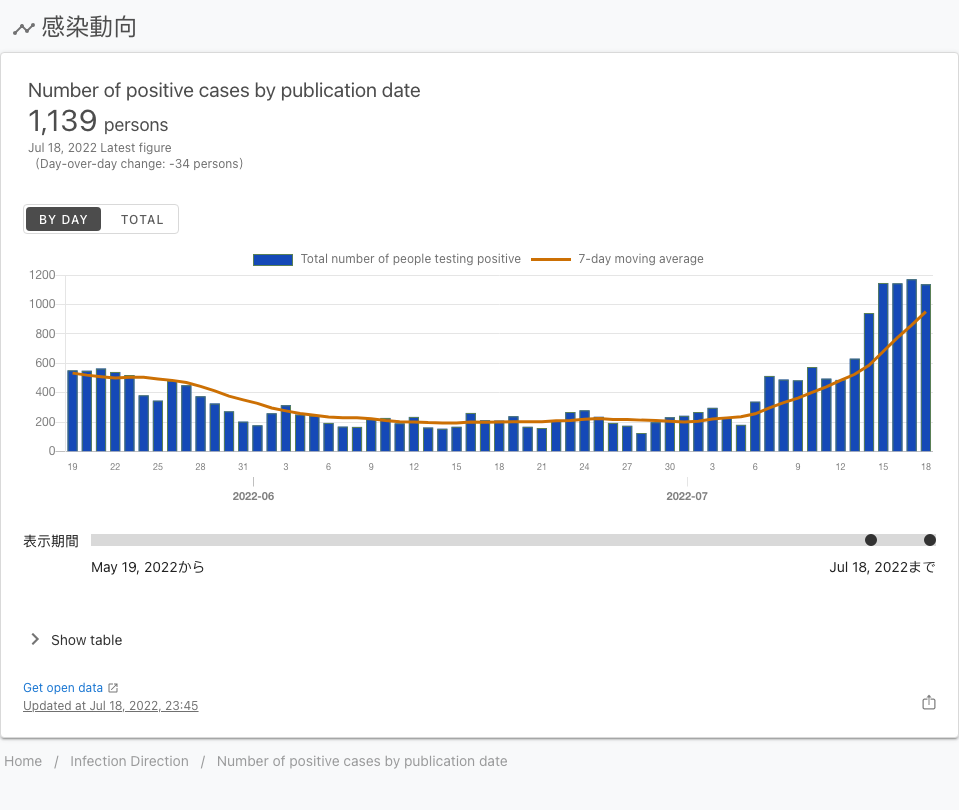 感染動向
Number of positive cases by publication date
1,139 persons
Jul 18, 2022 Latest figure
(Day-over-day change: -34 persons)
BY DAY TOTAL
Total number of people testing positive 7-day moving average
1200
1000
800
600
400
200
0
19 22 25 28 31 3 6 9 12 15 18 21 24 27 30 3 6 9 12 15 18
2022-06 2022-07
表示期間
May 19, 2022から Jul 18, 2022まで
Show table
Get open data
Updated at Jul 18, 2022, 23:45
Home / Infection Direction / Number of positive cases by publication date